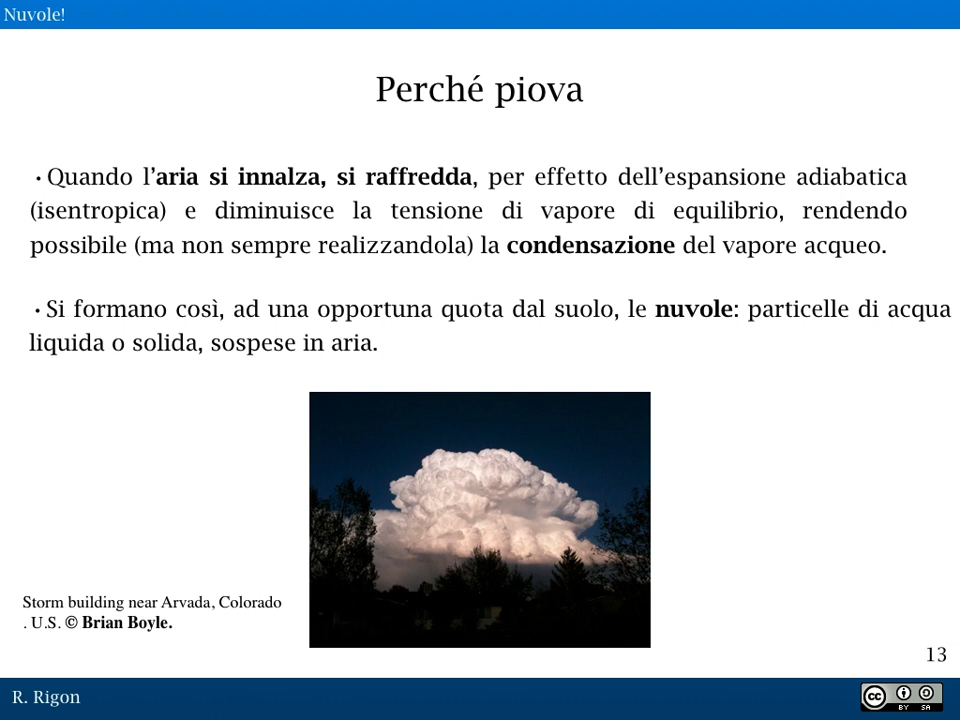 Nuvole!
Perché piova
•Quando l'aria si innalza, si raffredda, per effetto dell'espansione adiabatica
(isentropica) e diminuisce la tensione di vapore di equilibrio, rendendo
possibile (ma non sempre realizzandola) la condensazione del vapore acqueo.
•Si formano così, ad una opportuna quota dal suolo, le nuvole: particelle di acqua
liquida o solida, sospese in aria.
Storm building near Arvada, Colorado
. U.S. © Brian Boyle.
13
R. Rigon
cc
BY SA